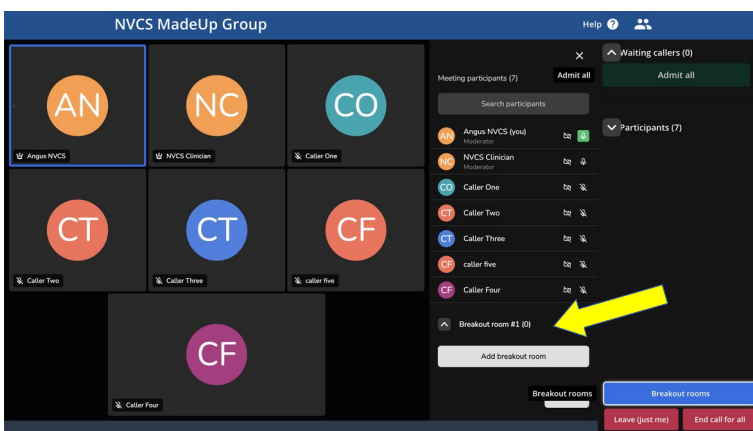 NVCS MadeUp Group
Help ?
AN
Angus NVCS
NC
NVCS Clinician
CO
Caller One
CT
Caller Two
CT
Caller Three
CF
caller five
CF
Caller Four
Meeting participants (7)
Admit all
Search participants
AN
Angus NVCS (you)
Moderator
NC
NVCS Clinician
Moderator
CO
Caller One
CT
Caller Two
CT
Caller Three
CF
caller five
CF
Caller Four
Breakout room #1 (0)
Add breakout room
Breakout rooms
Waiting callers (0)
Admit all
Participants (7)
Breakout rooms
Leave (just me)
End call for all